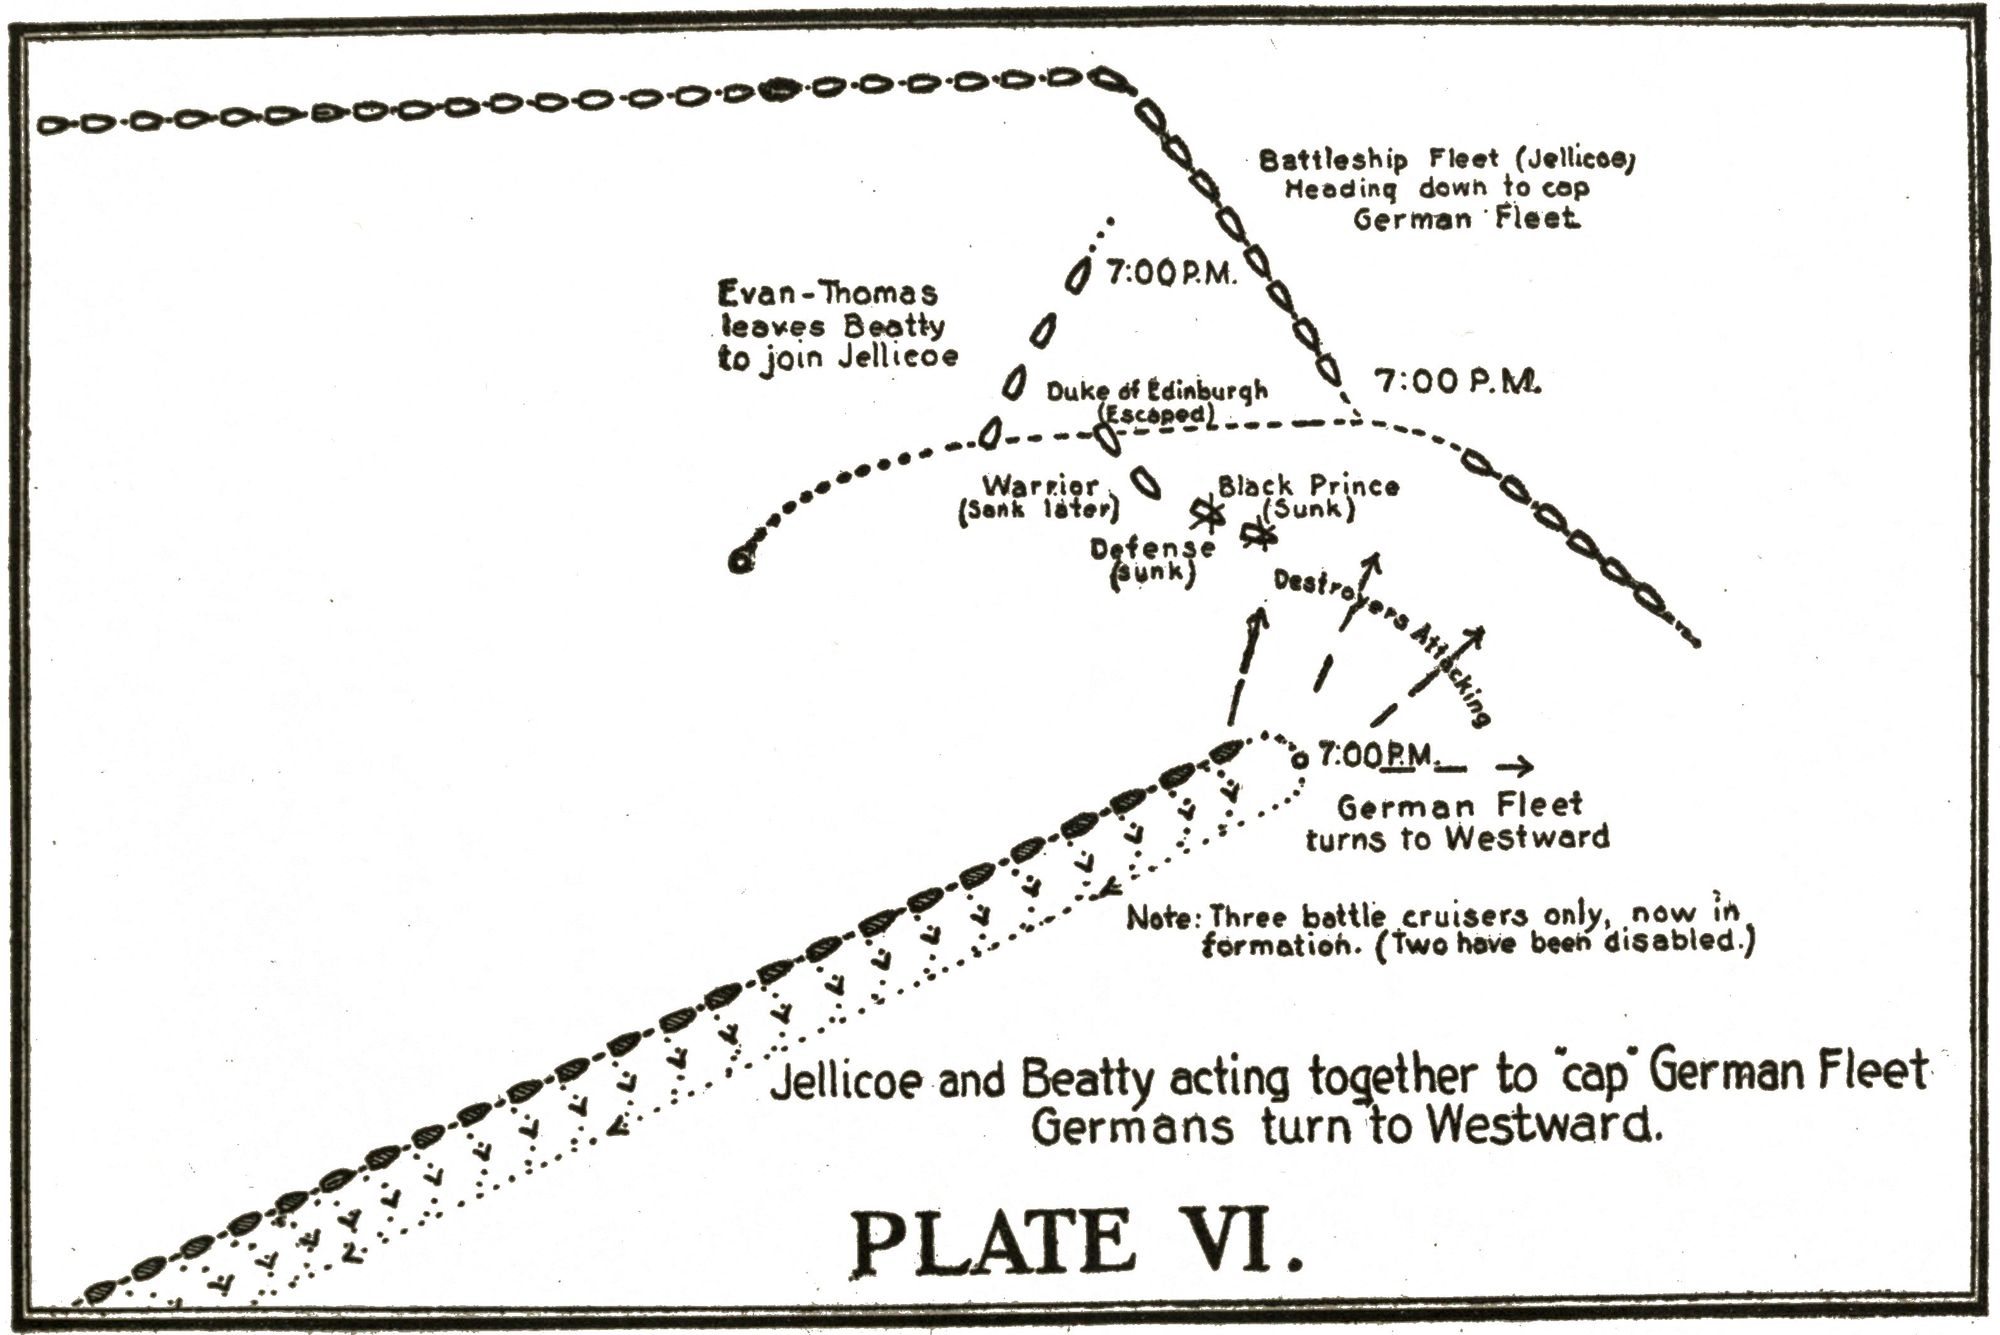 Battleship Fleet (Jellicoe)
Heading down to cap
German Fleet
7:00 P.M.
Evan-Thomas
leaves Beatty
to join Jellicoe
7:00 P.M.
Duke of Edinburgh
(Escaped)
Warrior
(Sank later)
Black Prince
(Sunk)
Defense
(sunk)
Destroyers Attacking
7:00 P.M.
German Fleet
turns to Westward
Note: Three battle cruisers only, now in
formation. (Two have been disabled.)
Jellicoe and Beatty acting together to "cap" German Fleet
Germans turn to Westward.
PLATE VI.